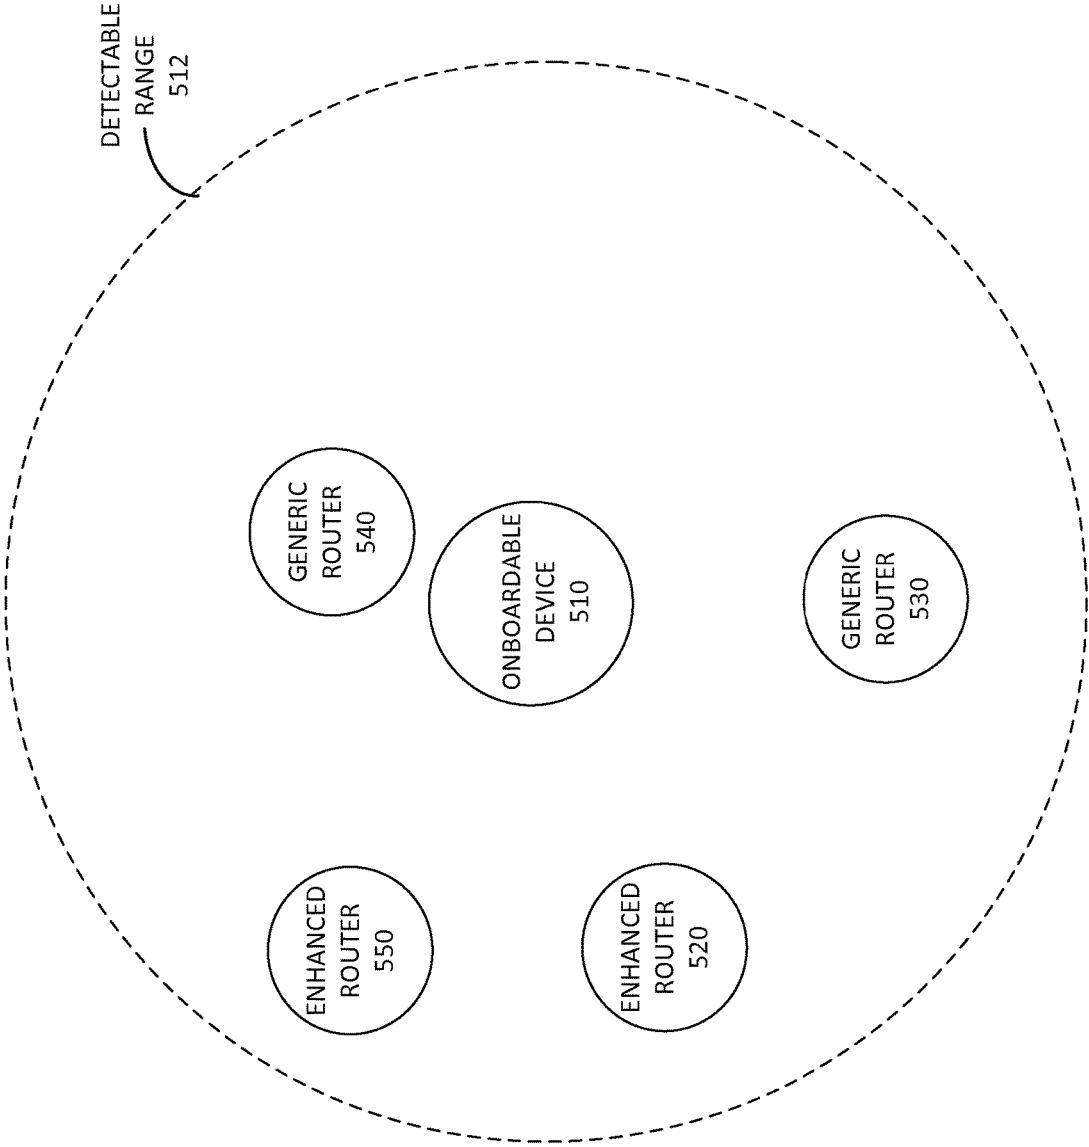 DETECTABLE
RANGE
512
GENERIC
ROUTER
540
ONBOARDABLE
DEVICE
510
GENERIC
ROUTER
530
ENHANCED
ROUTER
550
ENHANCED
ROUTER
520